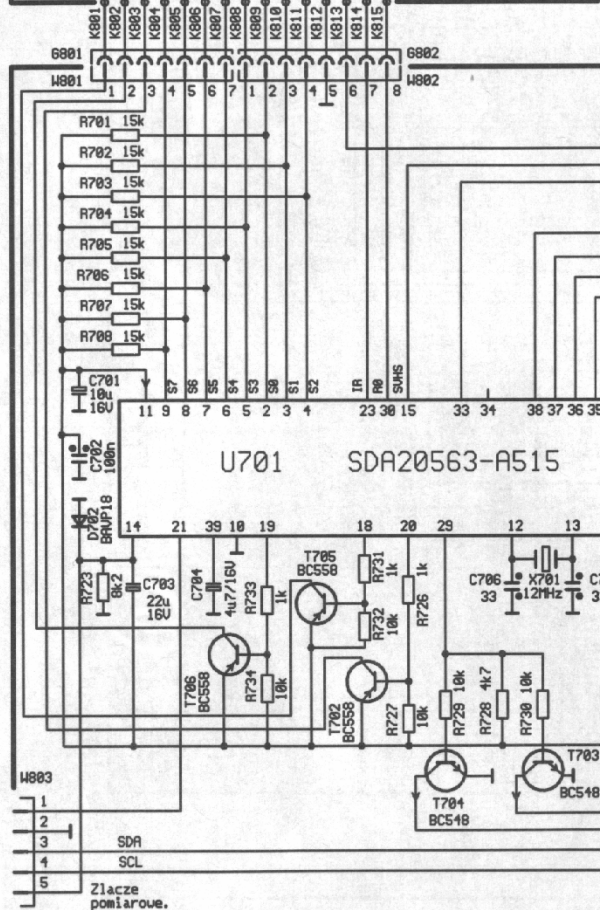 K801 K802 K803 K804 K805 K806 K807 K808 K809 K810 K811 K812 K813 K814 K815
G801 G802
W801 W802
1 2 3 4 5 6 7 1 2 3 4 5 6 7 8
R701 15k
R702 15k
R703 15k
R704 15k
R705 15k
R706 15k
R707 15k
R708 15k
C701
10u
16V
S7 S6 S5 S4 S3 S0 S1 S2 IR R0 SVHS
11 9 8 7 6 5 2 3 4 23 30 15 33 34 38 37 36 35
C702
100n
U701 SDA20563-A515
D702
BAVP18
14 21 39 10 19 18 20 29 12 13
R723
8k2
C703
22u
16V
C704
4u7/16V
R733
1k
T705
BC558
R731
1k
R732
10k
R726
1k
C706
33
X701
12MHz
T706
BC558
R734
10k
T702
BC558
R727
10k
R729 10k
R728 4k7
R730 10k
T704
BC548
T703
BC548
W803
1
2
3 SDA
4 SCL
5
Zlacze
pomiarowe.